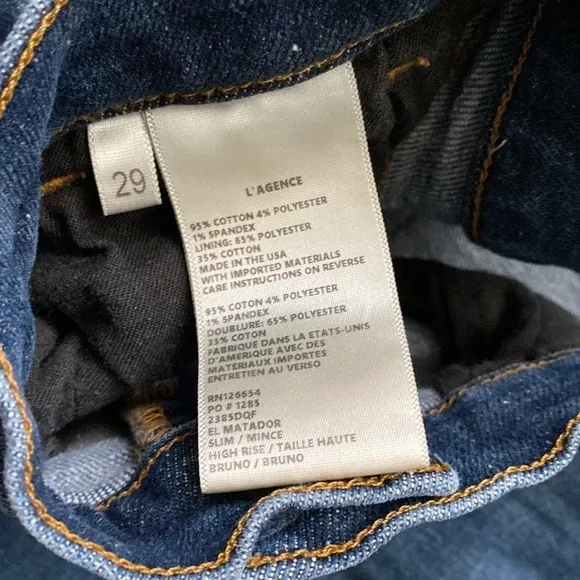 29
L'AGENCE
95% COTTON 4% POLYESTER
1% SPANDEX
LINING: 65% POLYESTER
35% COTTON
MADE IN THE USA
WITH IMPORTED MATERIALS
CARE INSTRUCTIONS ON REVERSE
95% COTON 4% POLYESTER
1% SPANDEX
DOUBLURE: 65% POLYESTER
35% COTON
FABRIQUE DANS LA ETATS-UNIS
D'AMERIQUE AVEC DES
MATERIAUX IMPORTES
ENTRETIEN AU VERSO
RN126654
PO # 1285
2385DQF
EL MATADOR
SLIM / MINCE
HIGH RISE / TAILLE HAUTE
BRUNO / BRUNO